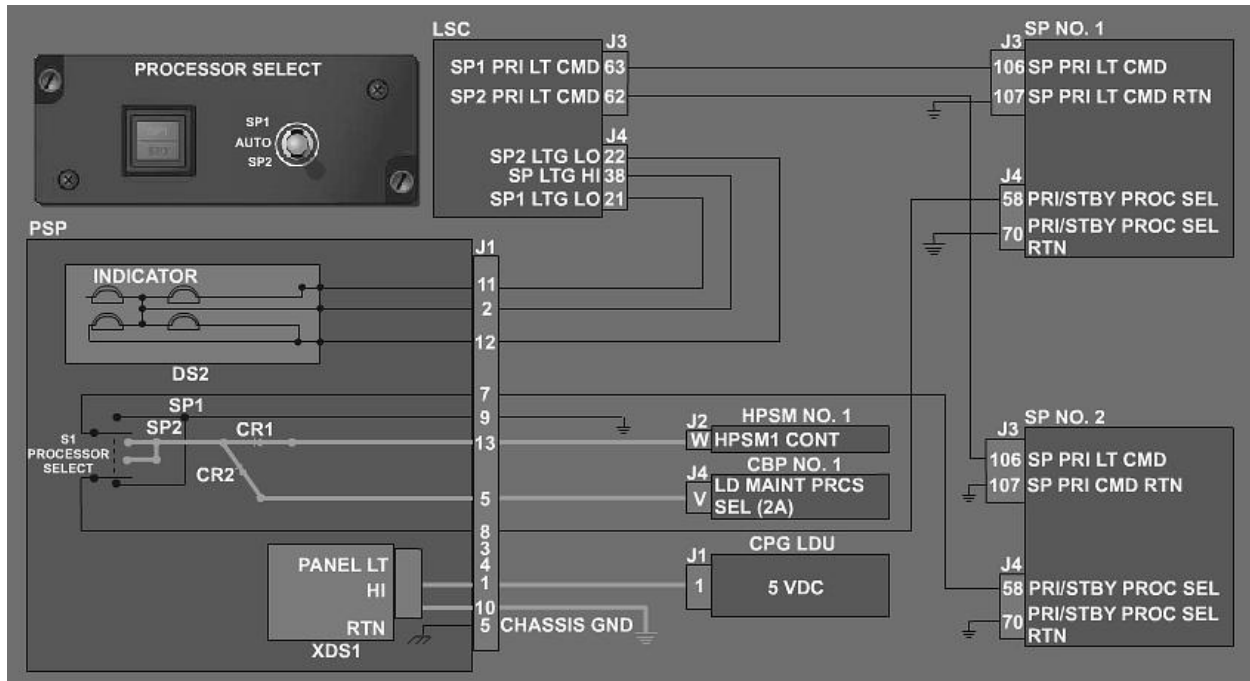 PROCESSOR SELECT
SP1
AUTO
SP2
SP1
SP2
LSC
J3
SP1 PRI LT CMD 63
SP2 PRI LT CMD 62
J4
SP2 LTG LO 22
SP LTG HI 38
SP1 LTG LO 21
SP NO. 1
J3
106 SP PRI LT CMD
107 SP PRI LT CMD RTN
J4
58 PRI/STBY PROC SEL
70 PRI/STBY PROC SEL
RTN
PSP
J1
INDICATOR
11
2
12
DS2
7
SP1
9
SP2
CR1
13
S1
PROCESSOR
SELECT
CR2
5
8
3
4
PANEL LT
HI
1
10
RTN
5 CHASSIS GND
XDS1
HPSM NO. 1
J2
W HPSM1 CONT
CBP NO. 1
J4
V LD MAINT PRCS
SEL (2A)
CPG LDU
J1
1 5 VDC
SP NO. 2
J3
106 SP PRI LT CMD
107 SP PRI CMD RTN
J4
58 PRI/STBY PROC SEL
70 PRI/STBY PROC SEL
RTN